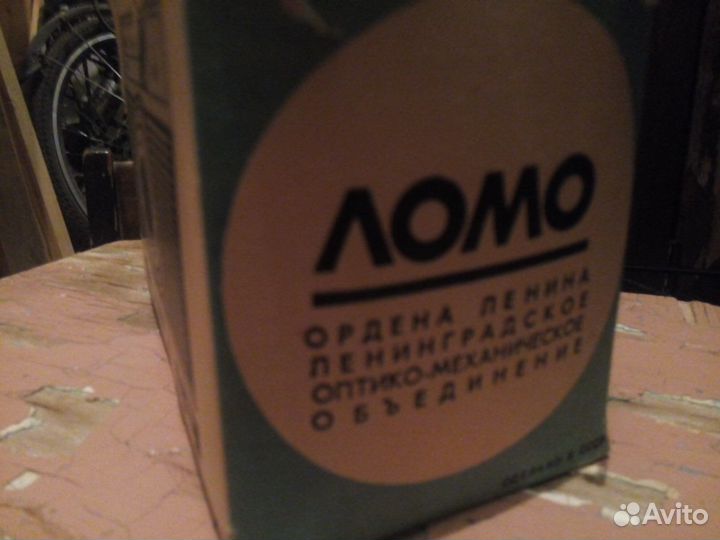 ЛОМО
ОРДЕНА ЛЕНИНА
ЛЕНИНГРАДСКОЕ
ОПТИКО-МЕХАНИЧЕСКОЕ
ОБЪЕДИНЕНИЕ
Avito